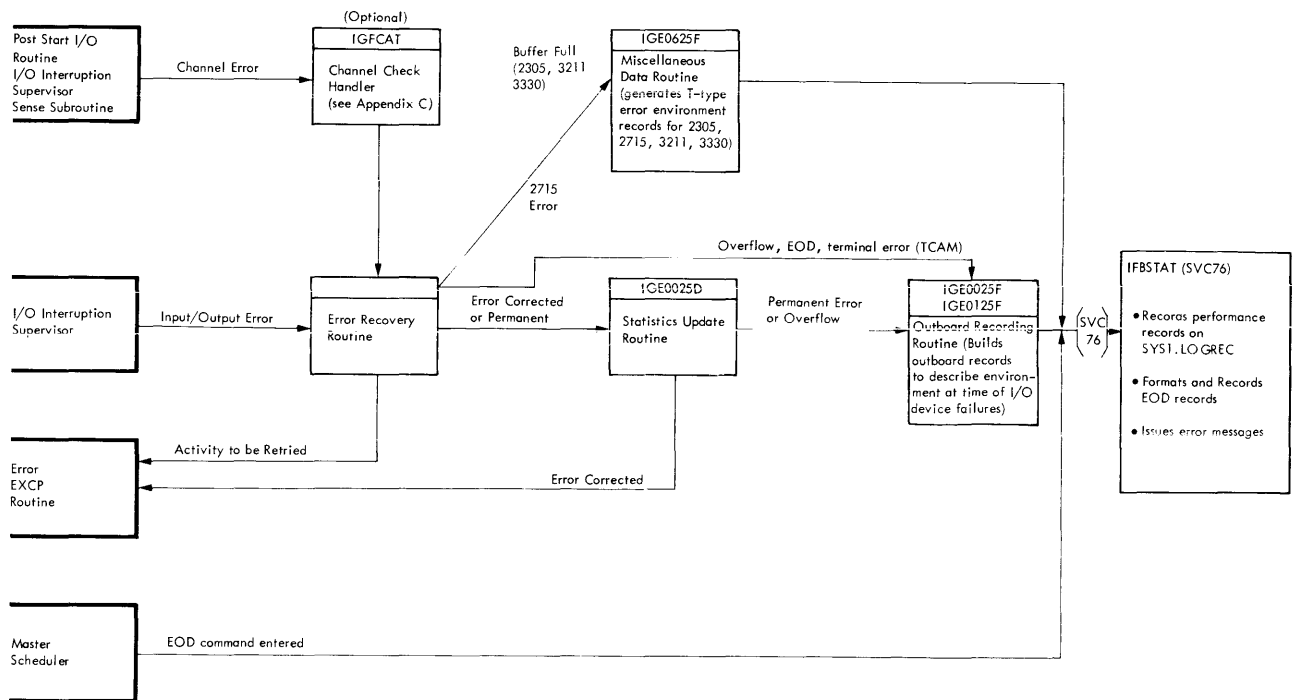 (Optional)
Post Start I/O
Routine
I/O Interruption
Supervisor
Sense Subroutine
Channel Error
IGFCAT
Channel Check
Handler
(see Appendix C)
Buffer Full
(2305, 3211
3330)
IGE0625F
Miscellaneous
Data Routine
(generates T-type
error environment
records for 2305,
2715, 3211, 3330)
2715
Error
Overflow, EOD, terminal error (TCAM)
I/O Interruption
Supervisor
Input/Output Error
Error Recovery
Routine
Error Corrected
or Permanent
IGE0025D
Statistics Update
Routine
Permanent Error
or Overflow
IGE0025F
IGE0125F
Outboard Recording
Routine (Builds
outboard records
to describe environ-
ment at time of I/O
device failures)
(SVC
76)
IFBSTAT (SVC76)
• Records performance
records on
SYS1.LOGREC
• Formats and Records
EOD records
• Issues error messages
Activity to be Retried
Error Corrected
Error
EXCP
Routine
Master
Scheduler
EOD command entered